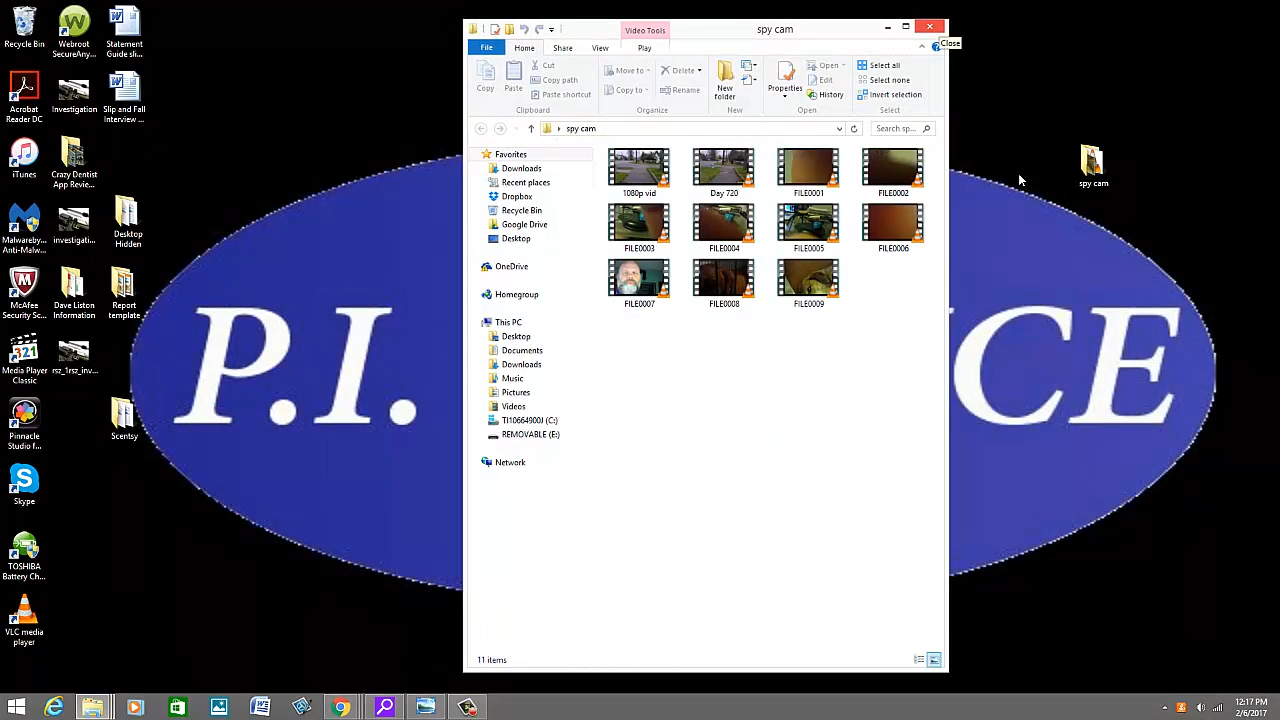 Recycle Bin
Webroot SecureAny...
Statement Guide sli...
Acrobat Reader DC
Investigation
Slip and Fall Interview ...
iTunes
Crazy Dentist App Revie...
Malwareby... Anti-Malw...
investigati...
Desktop Hidden
McAfee Security S...
Dave Liston Information
Report template
Media Player Classic
rsz_1rsz_inv...
Pinnacle Studio f...
Scentsy
Skype
TOSHIBA Battery Ch...
VLC media player
P.I.
CE
spy cam
Video Tools
spy cam
Close
File
Home
Share
View
Play
Copy
Paste
Cut
Copy path
Paste shortcut
Clipboard
Move to
Copy to
Delete
Rename
Organize
New folder
New
Properties
Open
Edit
History
Open
Select all
Select none
Invert selection
Select
spy cam
Search sp...
Favorites
Downloads
Recent places
Dropbox
Recycle Bin
Google Drive
Desktop
OneDrive
Homegroup
This PC
Desktop
Documents
Downloads
Music
Pictures
Videos
TI10664900J (C:)
REMOVABLE (E:)
Network
1080p vid
Day 720
FILE0001
FILE0002
FILE0003
FILE0004
FILE0005
FILE0006
FILE0007
FILE0008
FILE0009
11 items
12:17 PM
2/6/2017